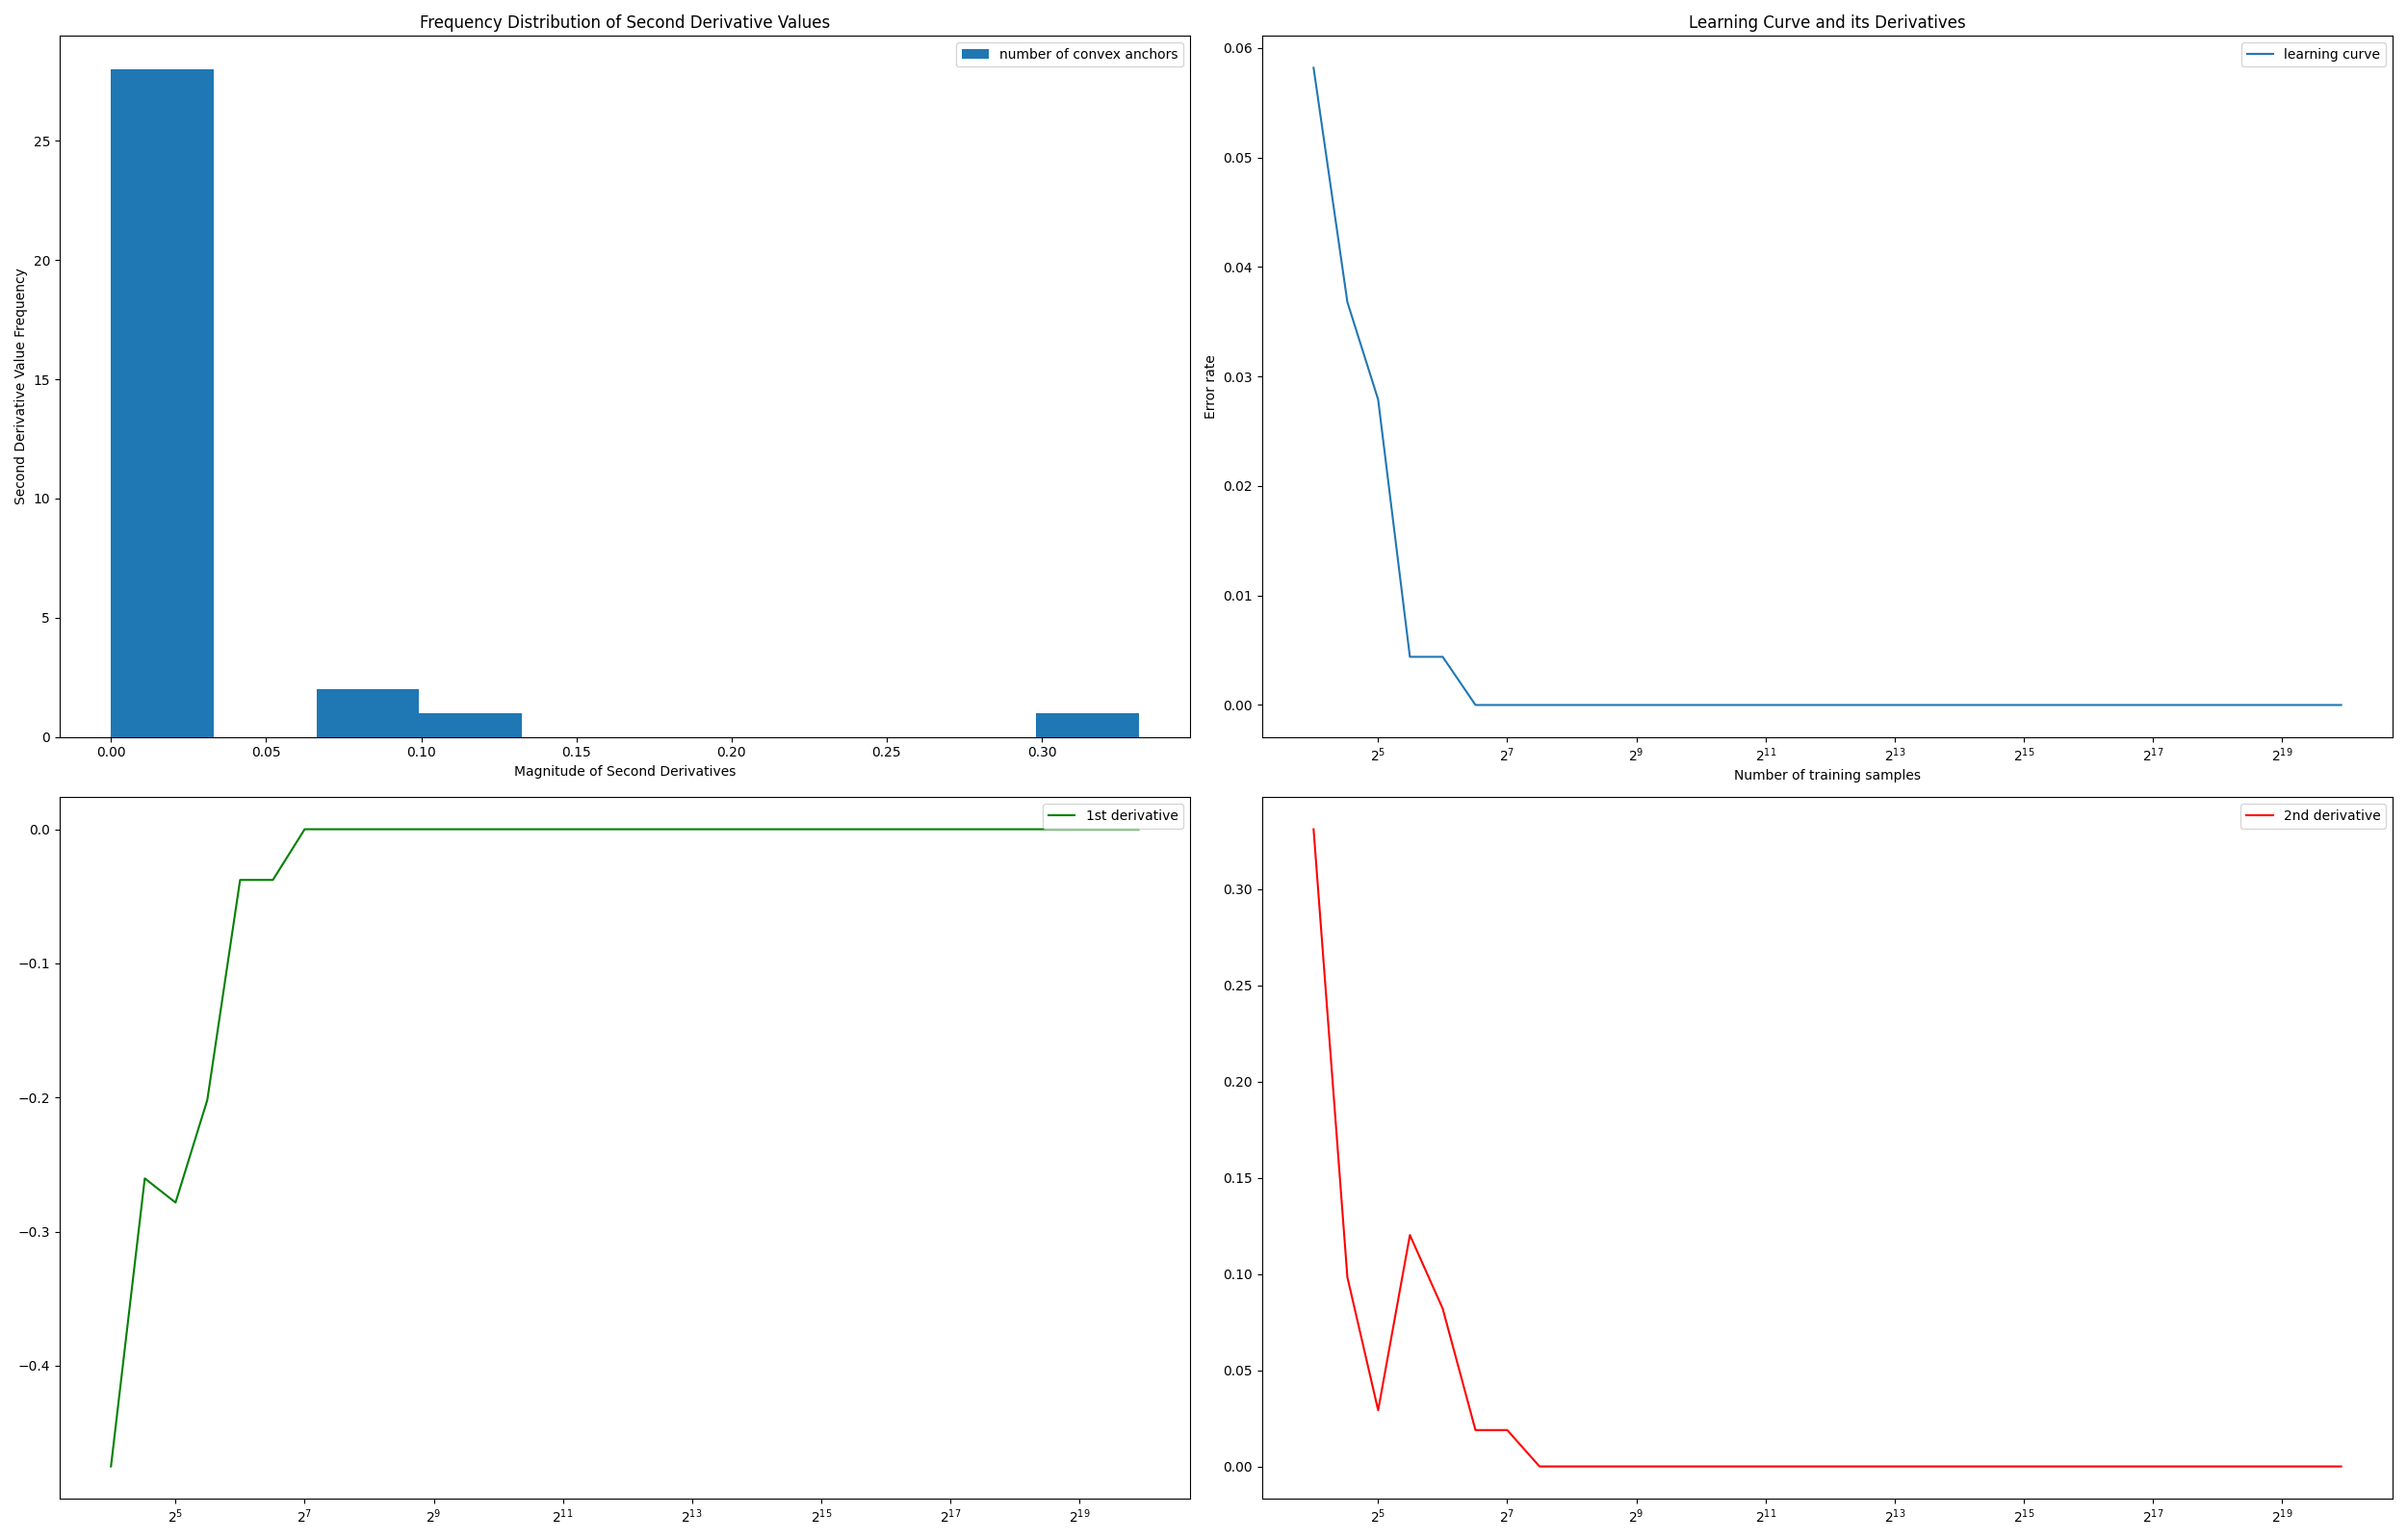 Frequency Distribution of Second Derivative Values
number of convex anchors
Second Derivative Value Frequency
25
20
15
10
5
0
0.00 0.05 0.10 0.15 0.20 0.25 0.30
Magnitude of Second Derivatives
Learning Curve and its Derivatives
learning curve
Error rate
0.06
0.05
0.04
0.03
0.02
0.01
0.00
2^5 2^7 2^9 2^11 2^13 2^15 2^17 2^19
Number of training samples
1st derivative
0.0
−0.1
−0.2
−0.3
−0.4
2^5 2^7 2^9 2^11 2^13 2^15 2^17 2^19
2nd derivative
0.30
0.25
0.20
0.15
0.10
0.05
0.00
2^5 2^7 2^9 2^11 2^13 2^15 2^17 2^19